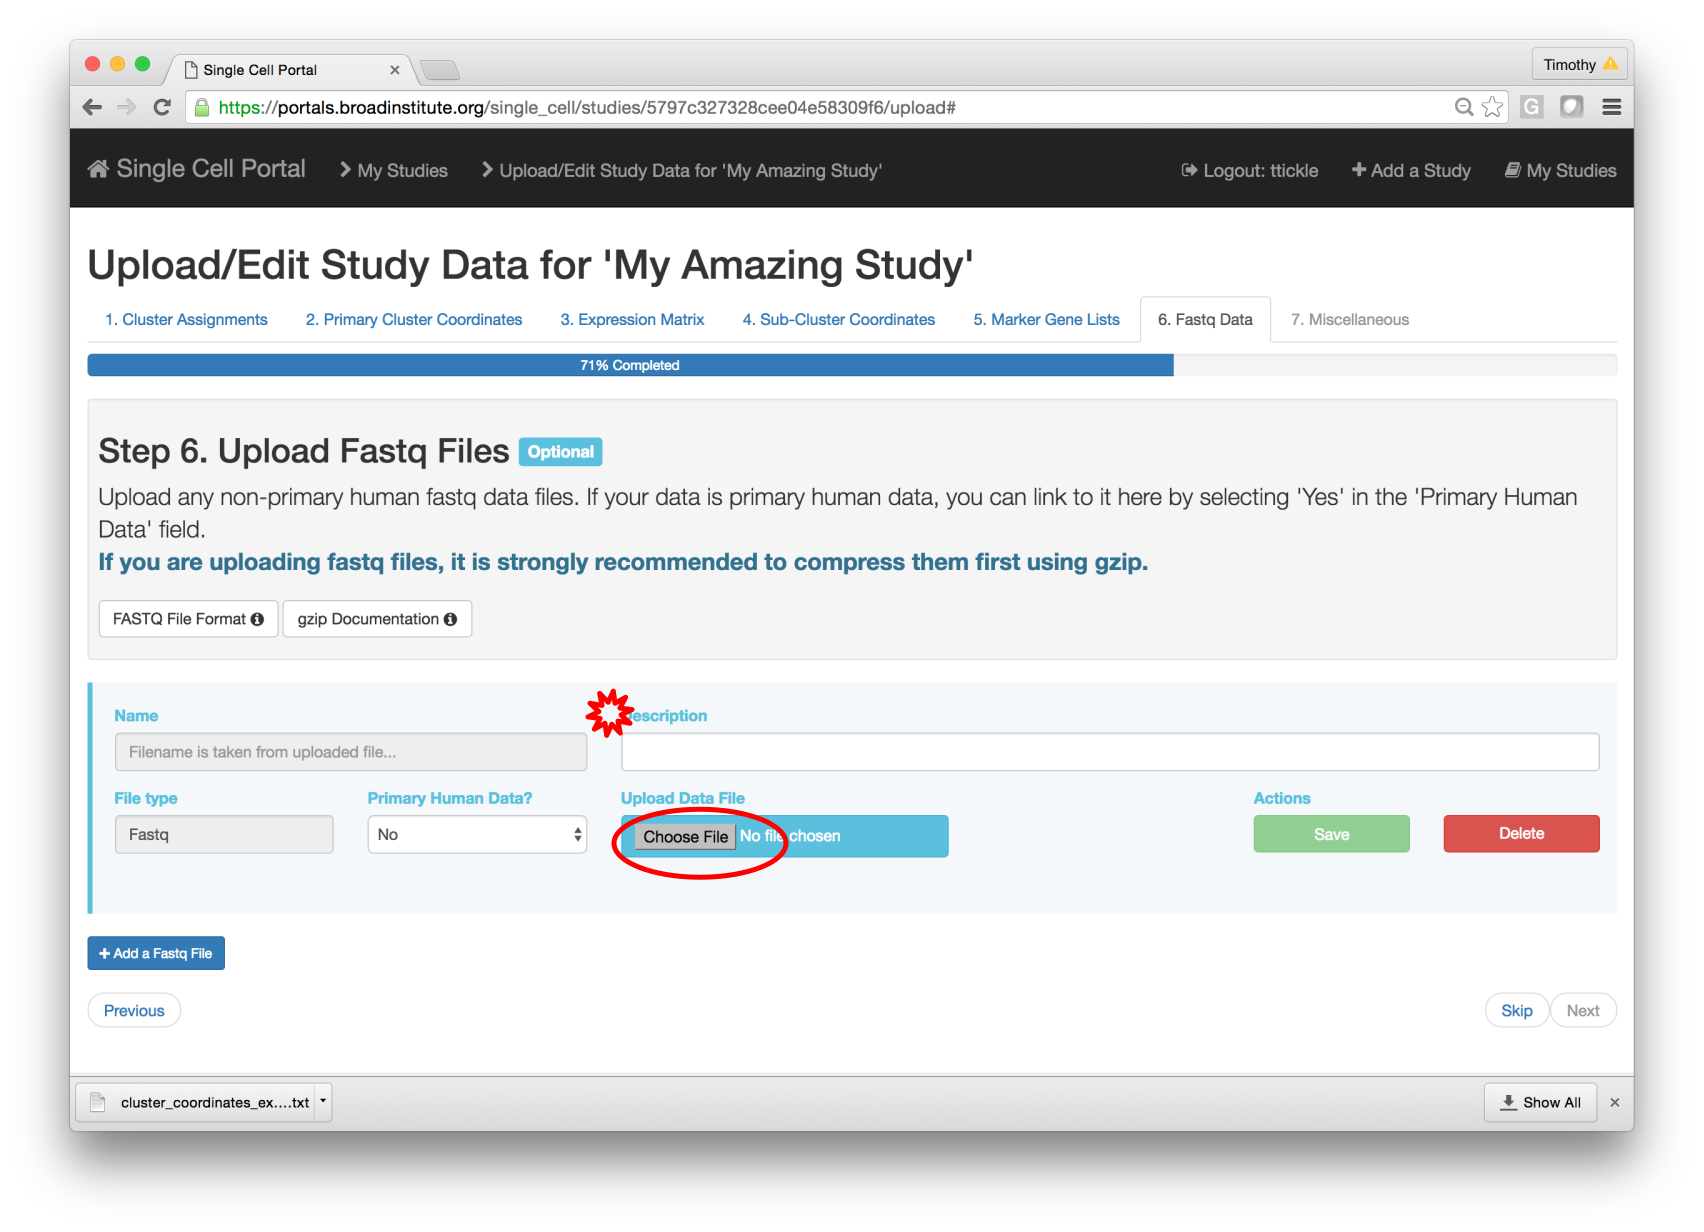 Single Cell Portal
Timothy
https://portals.broadinstitute.org/single_cell/studies/5797c327328cee04e58309f6/upload#
G
Single Cell Portal My Studies Upload/Edit Study Data for 'My Amazing Study' Logout: ttickle Add a Study My Studies
Upload/Edit Study Data for 'My Amazing Study'
1. Cluster Assignments 2. Primary Cluster Coordinates 3. Expression Matrix 4. Sub-Cluster Coordinates 5. Marker Gene Lists 6. Fastq Data 7. Miscellaneous
71% Completed
Step 6. Upload Fastq Files Optional
Upload any non-primary human fastq data files. If your data is primary human data, you can link to it here by selecting 'Yes' in the 'Primary Human
Data' field.
If you are uploading fastq files, it is strongly recommended to compress them first using gzip.
FASTQ File Format gzip Documentation
Name escription
Filename is taken from uploaded file...
File type Primary Human Data? Upload Data File Actions
Fastq No Choose File No file chosen Save Delete
+ Add a Fastq File
Previous Skip Next
cluster_coordinates_ex....txt Show All